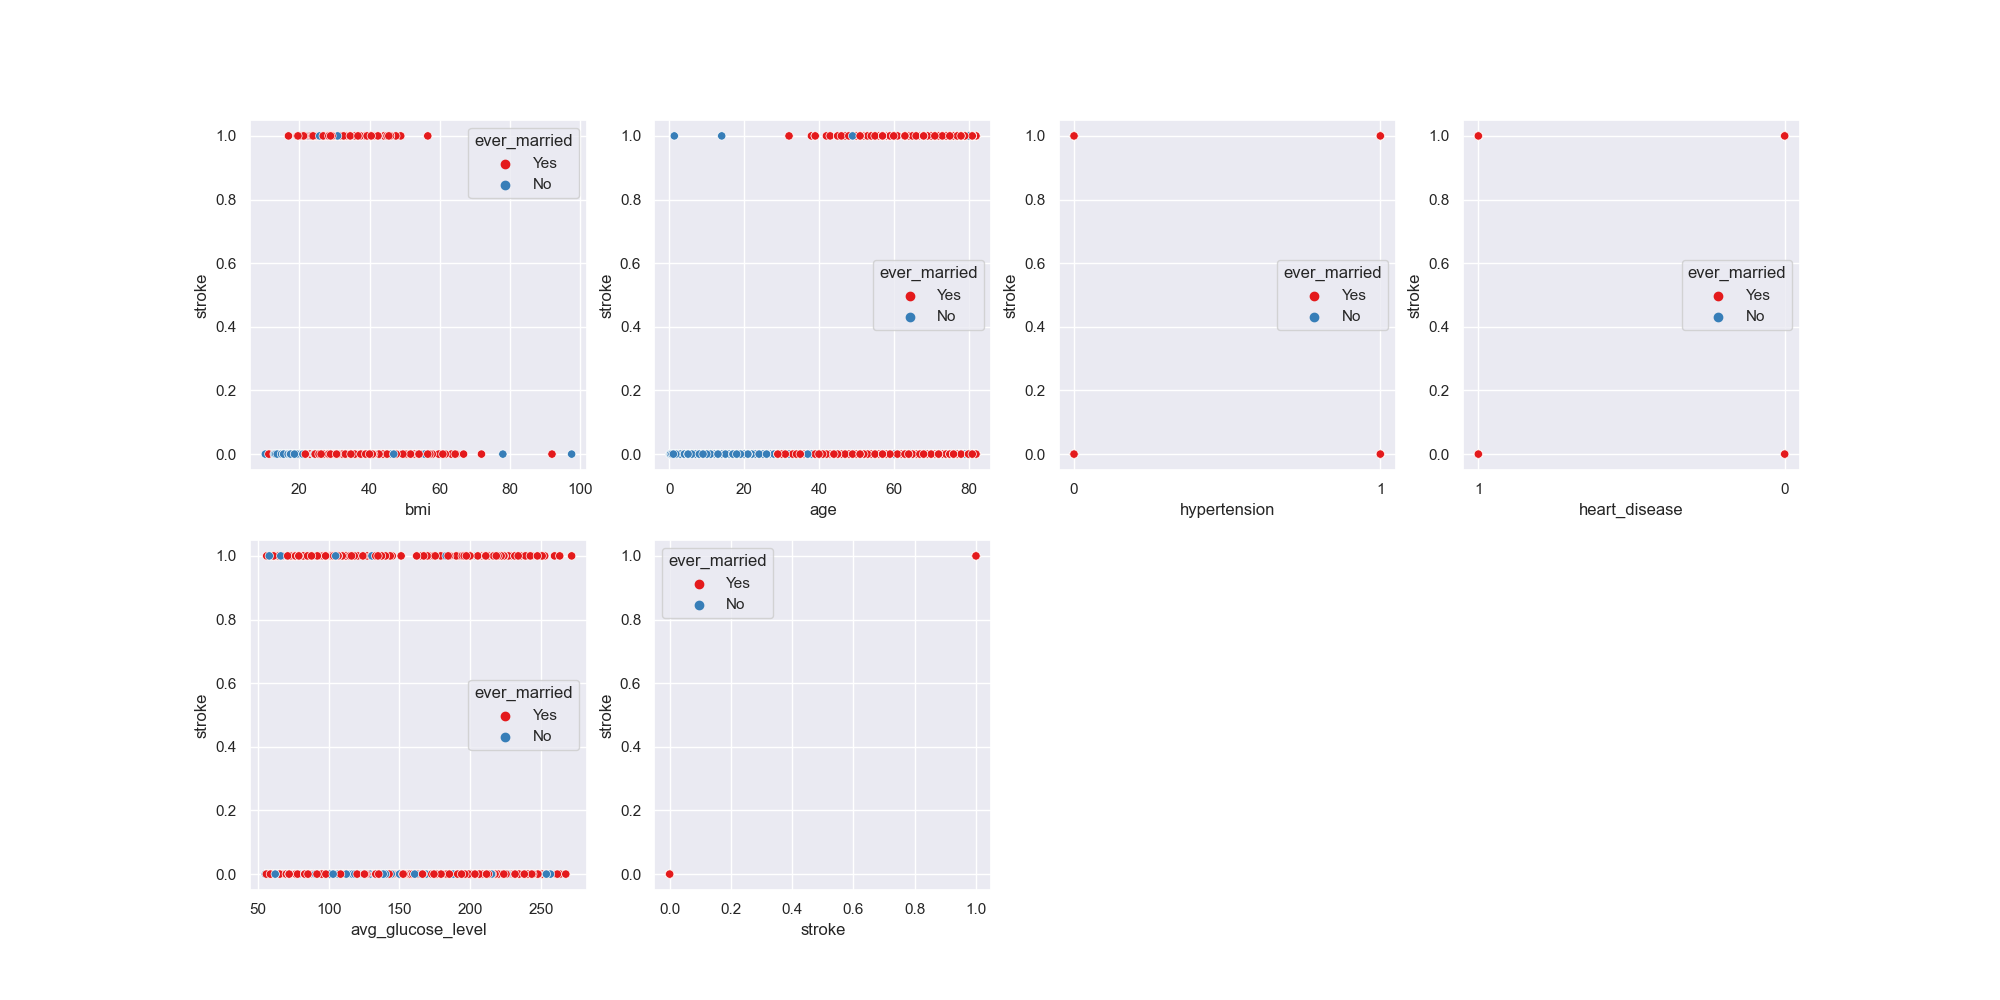 1.0
0.8
0.6
0.4
0.2
0.0
stroke
ever_married
Yes
No
20 40 60 80 100
bmi
1.0
0.8
0.6
0.4
0.2
0.0
stroke
ever_married
Yes
No
0 20 40 60 80
age
1.0
0.8
0.6
0.4
0.2
0.0
stroke
ever_married
Yes
No
0 1
hypertension
1.0
0.8
0.6
0.4
0.2
0.0
stroke
ever_married
Yes
No
1 0
heart_disease
1.0
0.8
0.6
0.4
0.2
0.0
stroke
ever_married
Yes
No
50 100 150 200 250
avg_glucose_level
1.0
0.8
0.6
0.4
0.2
0.0
stroke
ever_married
Yes
No
0.0 0.2 0.4 0.6 0.8 1.0
stroke